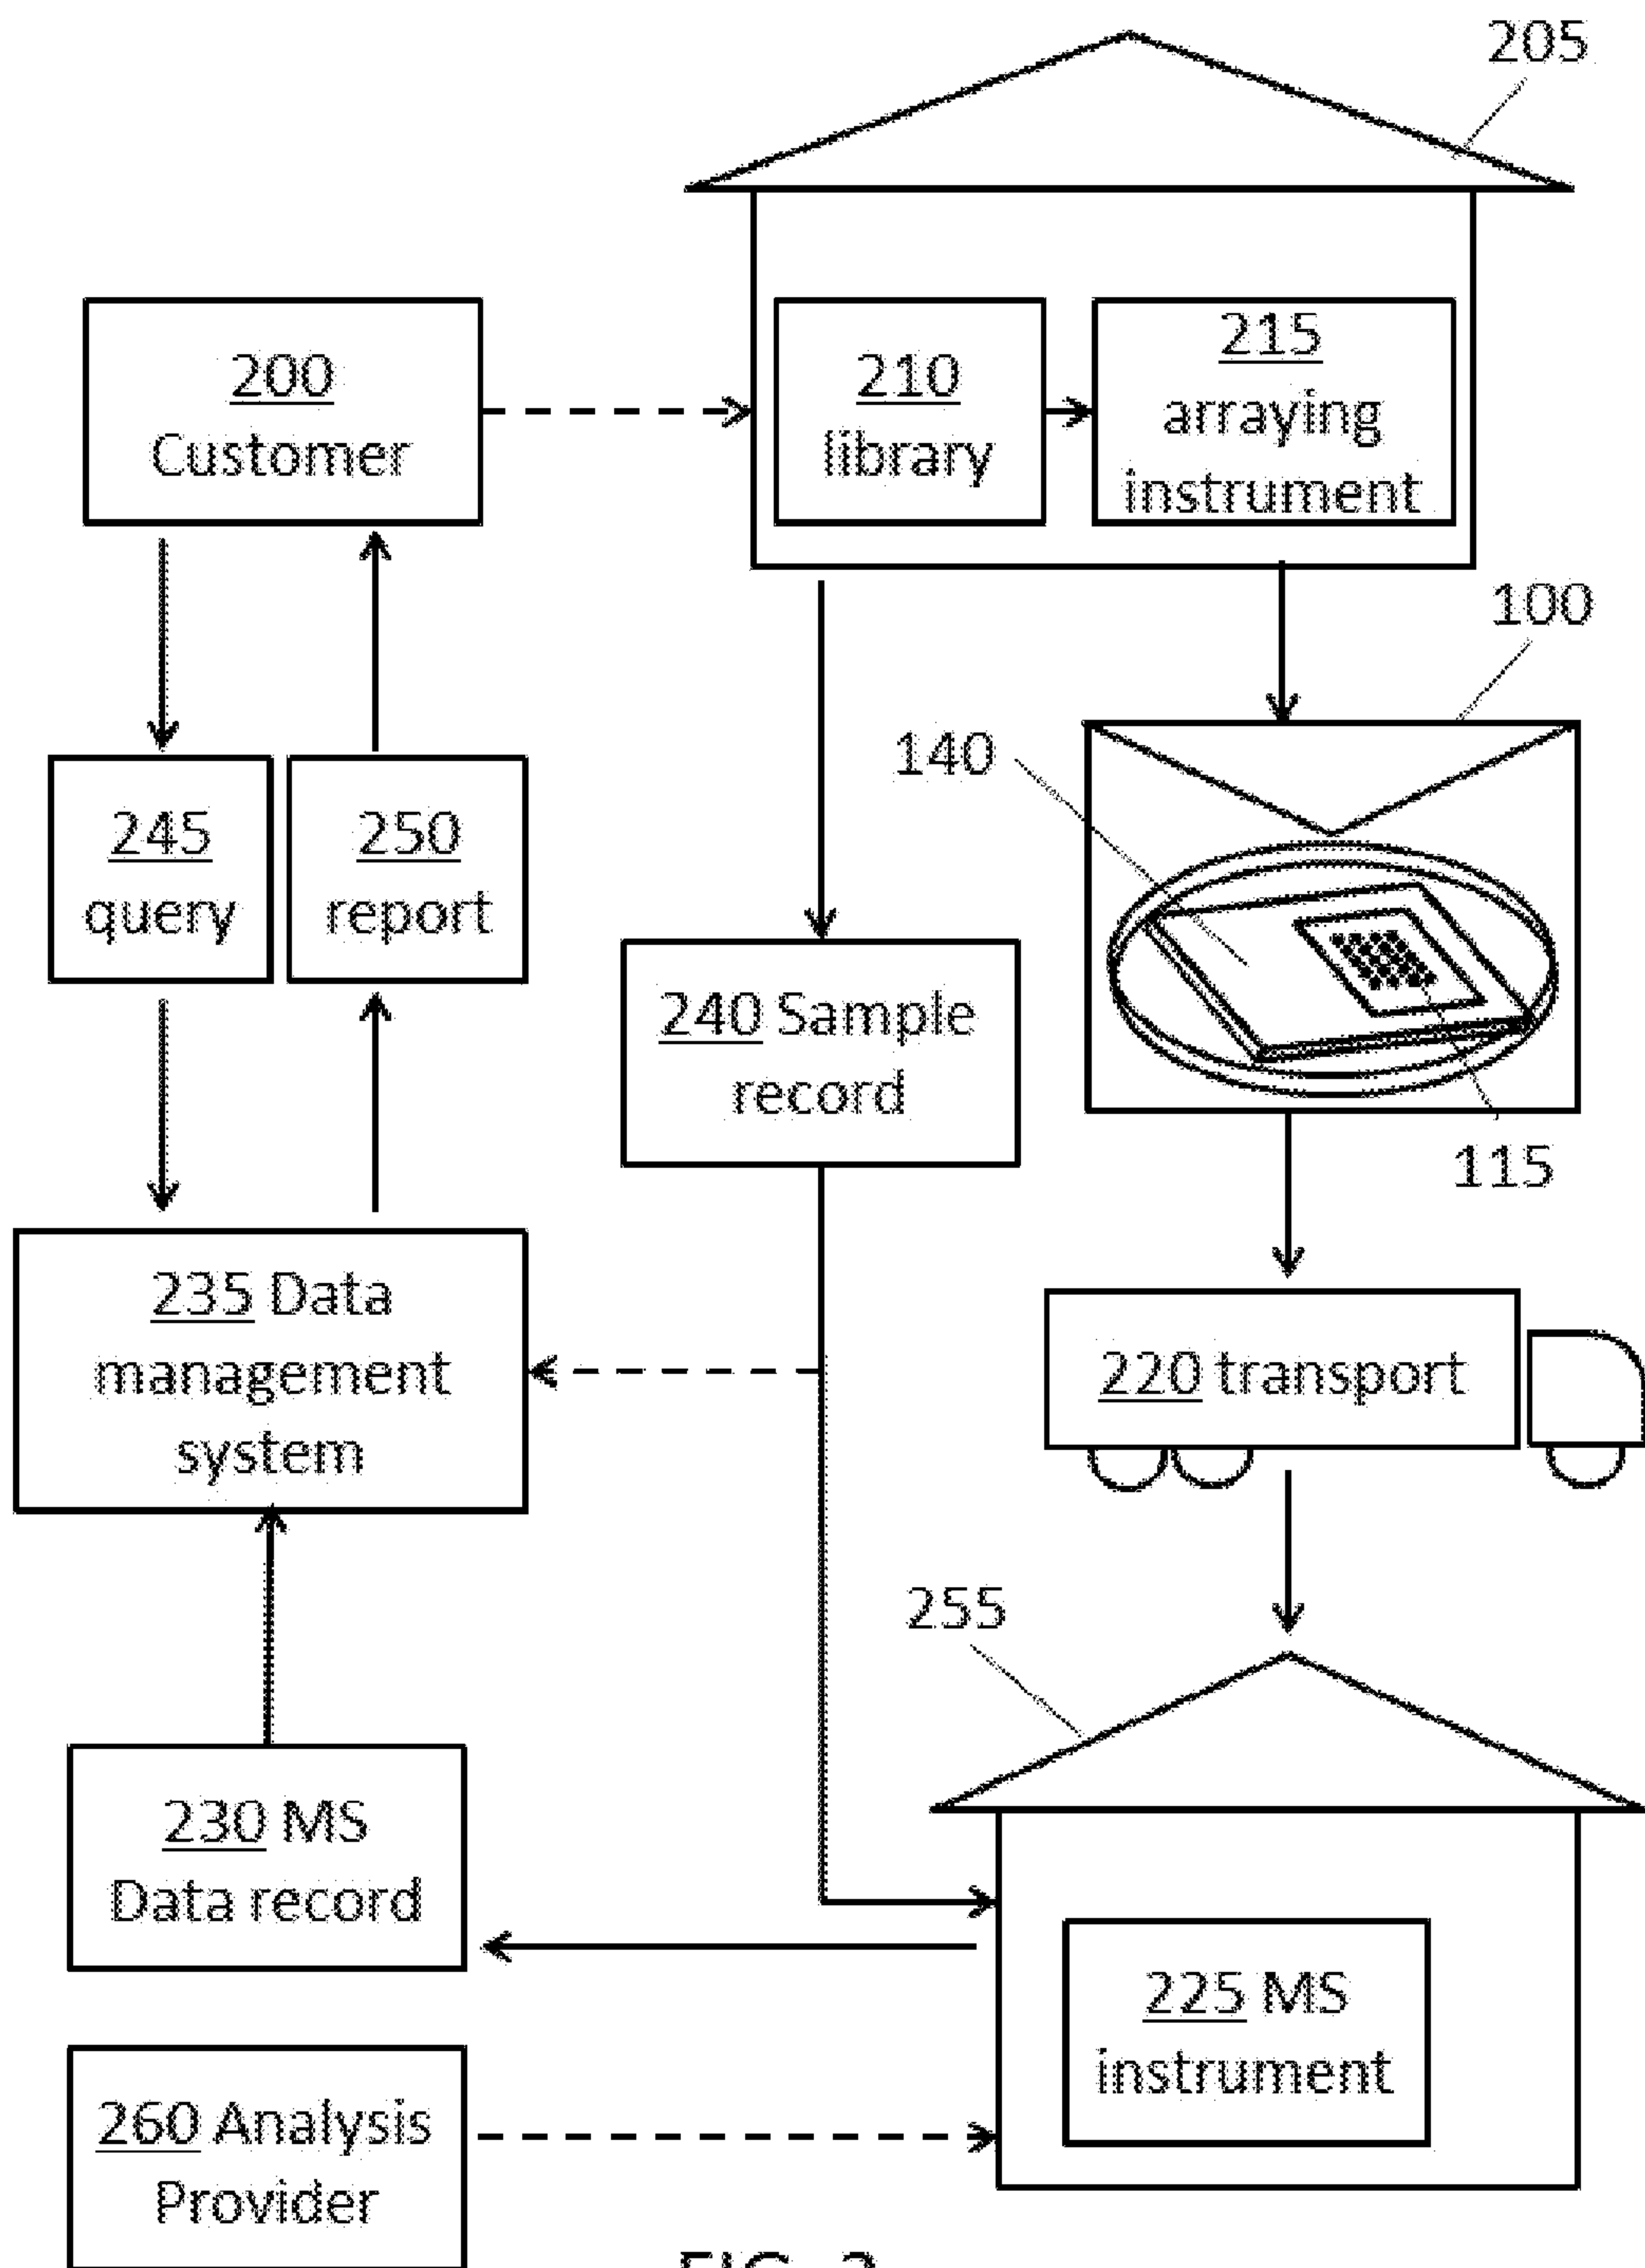 205
200
Customer
210
library
215
arraying
instrument
100
140
245
query
250
report
240 Sample
record
115
235 Data
management
system
220 transport
255
230 MS
Data record
225 MS
instrument
260 Analysis
Provider